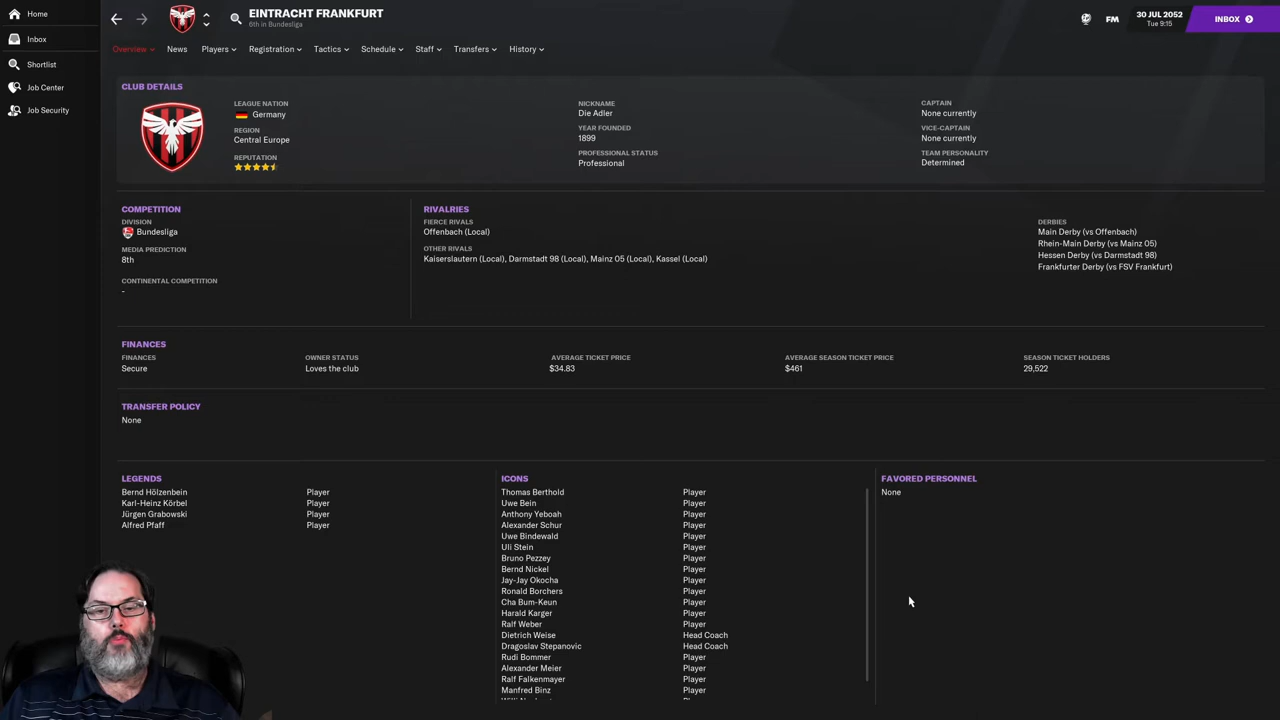 Home
Inbox
Shortlist
Job Center
Job Security
EINTRACHT FRANKFURT
6th in Bundesliga
FM
30 JUL 2052
Tue 9:15
INBOX
Overview
News
Players
Registration
Tactics
Schedule
Staff
Transfers
History
CLUB DETAILS
LEAGUE NATION
Germany
REGION
Central Europe
REPUTATION
NICKNAME
Die Adler
YEAR FOUNDED
1899
PROFESSIONAL STATUS
Professional
CAPTAIN
None currently
VICE-CAPTAIN
None currently
TEAM PERSONALITY
Determined
COMPETITION
DIVISION
Bundesliga
MEDIA PREDICTION
8th
CONTINENTAL COMPETITION
-
RIVALRIES
FIERCE RIVALS
Offenbach (Local)
OTHER RIVALS
Kaiserslautern (Local), Darmstadt 98 (Local), Mainz 05 (Local), Kassel (Local)
DERBIES
Main Derby (vs Offenbach)
Rhein-Main Derby (vs Mainz 05)
Hessen Derby (vs Darmstadt 98)
Frankfurter Derby (vs FSV Frankfurt)
FINANCES
FINANCES
Secure
OWNER STATUS
Loves the club
AVERAGE TICKET PRICE
$34.83
AVERAGE SEASON TICKET PRICE
$461
SEASON TICKET HOLDERS
29,522
TRANSFER POLICY
None
LEGENDS
Bernd Hölzenbein Player
Karl-Heinz Körbel Player
Jürgen Grabowski Player
Alfred Pfaff Player
ICONS
Thomas Berthold Player
Uwe Bein Player
Anthony Yeboah Player
Alexander Schur Player
Uwe Bindewald Player
Uli Stein Player
Bruno Pezzey Player
Bernd Nickel Player
Jay-Jay Okocha Player
Ronald Borchers Player
Cha Bum-Keun Player
Harald Karger Player
Ralf Weber Player
Dietrich Weise Head Coach
Dragoslav Stepanovic Head Coach
Rudi Bommer Player
Alexander Meier Player
Ralf Falkenmayer Player
Manfred Binz Player
FAVORED PERSONNEL
None